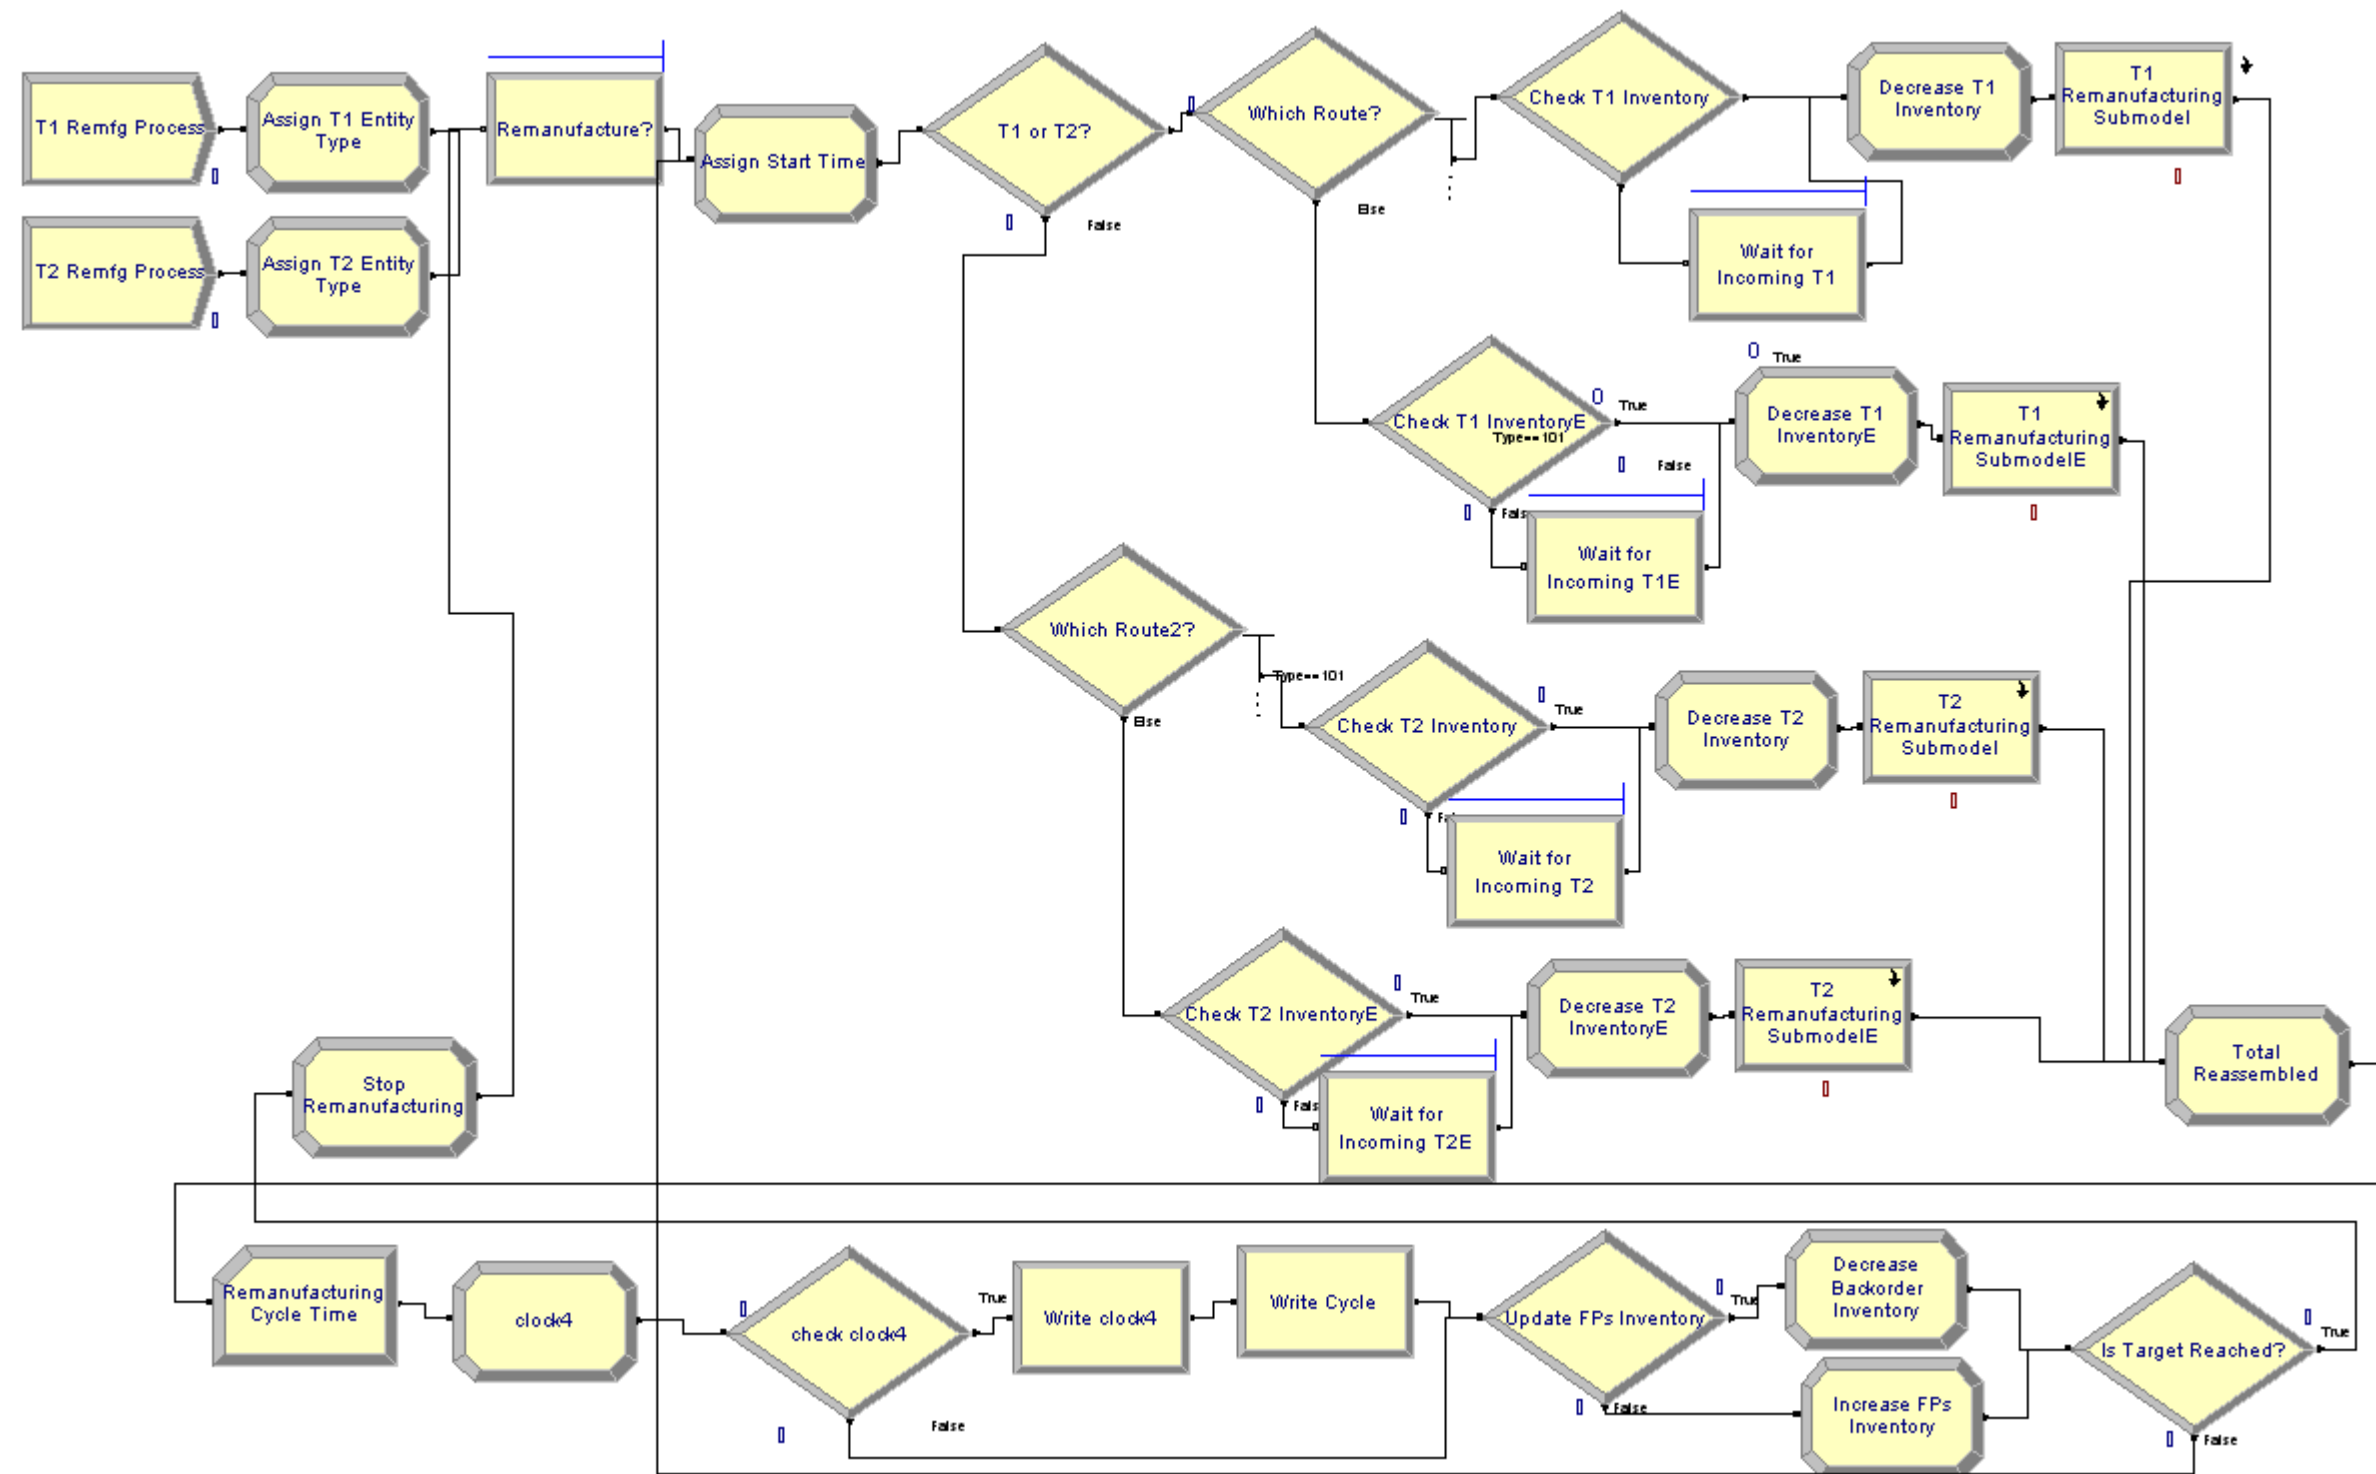 T1 Remfg Process
Assign T1 Entity
Type
Remanufacture?
Assign Start Time
T1 or T2?
False
Which Route?
Else
Check T1 Inventory
Decrease T1
Inventory
T1
Remanufacturing
Submodel
T2 Remfg Process
Assign T2 Entity
Type
Wait for
Incoming T1
0
True
0
True
Check T1 InventoryE
Type==101
False
False
Decrease T1
InventoryE
T1
Remanufacturing
SubmodelE
Wait for
Incoming T1E
Which Route2?
Type==101
Else
Check T2 Inventory
True
Decrease T2
Inventory
T2
Remanufacturing
Submodel
Wait for
Incoming T2
Check T2 InventoryE
True
Decrease T2
InventoryE
T2
Remanufacturing
SubmodelE
Wait for
Incoming T2E
Total
Reassembled
Stop
Remanufacturing
Remanufacturing
Cycle Time
clock4
check clock4
True
False
Write clock4
Write Cycle
Update FPs Inventory
True
False
Decrease
Backorder
Inventory
Increase FPs
Inventory
Is Target Reached?
True
False